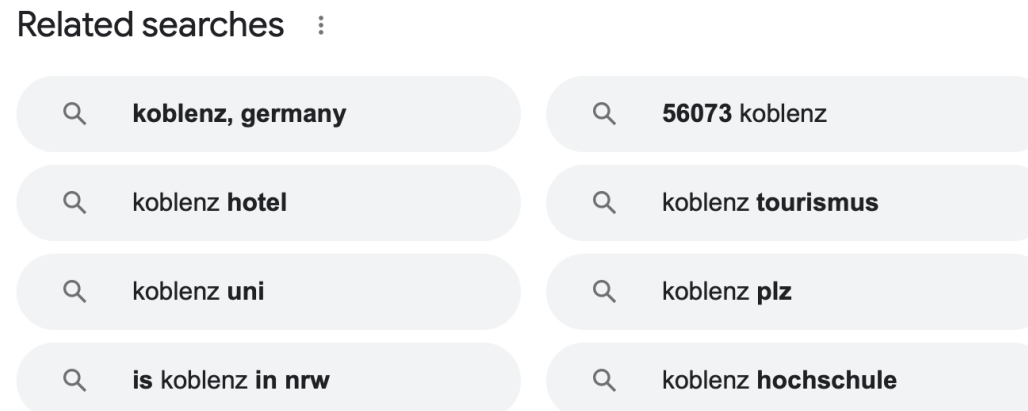 Related searches
koblenz, germany
56073 koblenz
koblenz hotel
koblenz tourismus
koblenz uni
koblenz plz
is koblenz in nrw
koblenz hochschule